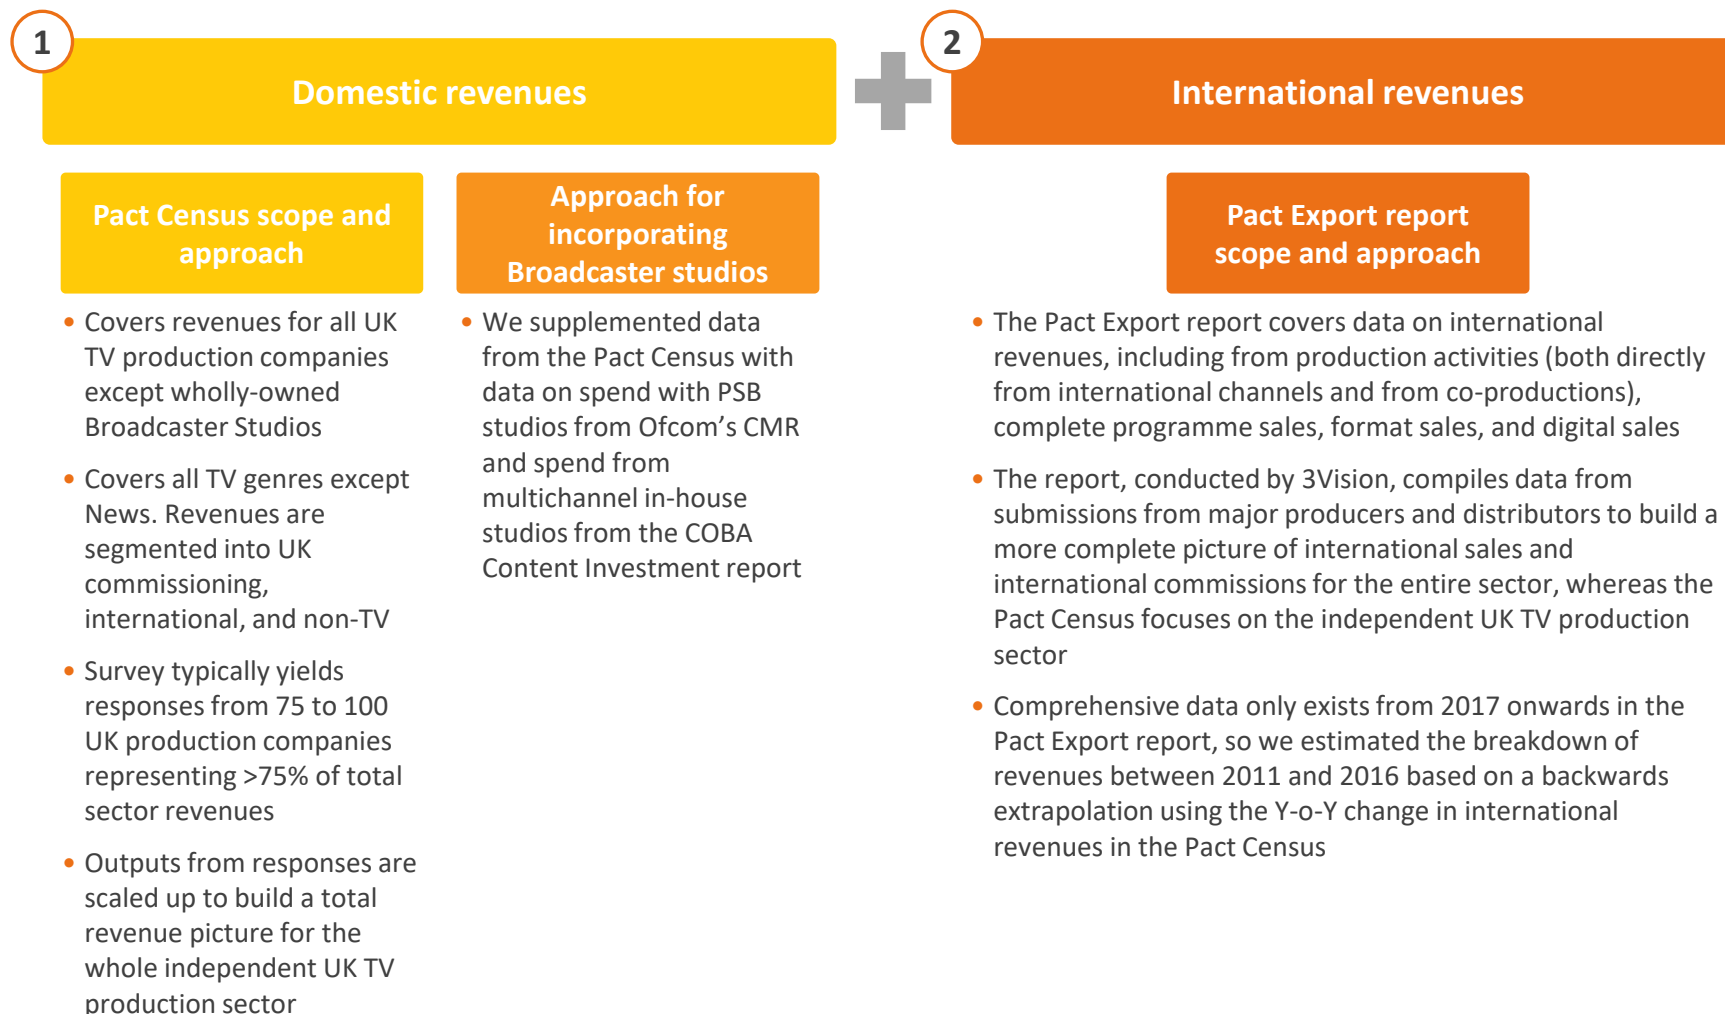 1
Domestic revenues
2
International revenues
Pact Census scope and
approach
• Covers revenues for all UK
TV production companies
except wholly-owned
Broadcaster Studios
• Covers all TV genres except
News. Revenues are
segmented into UK
commissioning,
international, and non-TV
• Survey typically yields
responses from 75 to 100
UK production companies
representing >75% of total
sector revenues
• Outputs from responses are
scaled up to build a total
revenue picture for the
whole independent UK TV
production sector
Approach for
incorporating
Broadcaster studios
• We supplemented data
from the Pact Census with
data on spend with PSB
studios from Ofcom’s CMR
and spend from
multichannel in-house
studios from the COBA
Content Investment report
Pact Export report
scope and approach
• The Pact Export report covers data on international
revenues, including from production activities (both directly
from international channels and from co-productions),
complete programme sales, format sales, and digital sales
• The report, conducted by 3Vision, compiles data from
submissions from major producers and distributors to build a
more complete picture of international sales and
international commissions for the entire sector, whereas the
Pact Census focuses on the independent UK TV production
sector
• Comprehensive data only exists from 2017 onwards in the
Pact Export report, so we estimated the breakdown of
revenues between 2011 and 2016 based on a backwards
extrapolation using the Y-o-Y change in international
revenues in the Pact Census